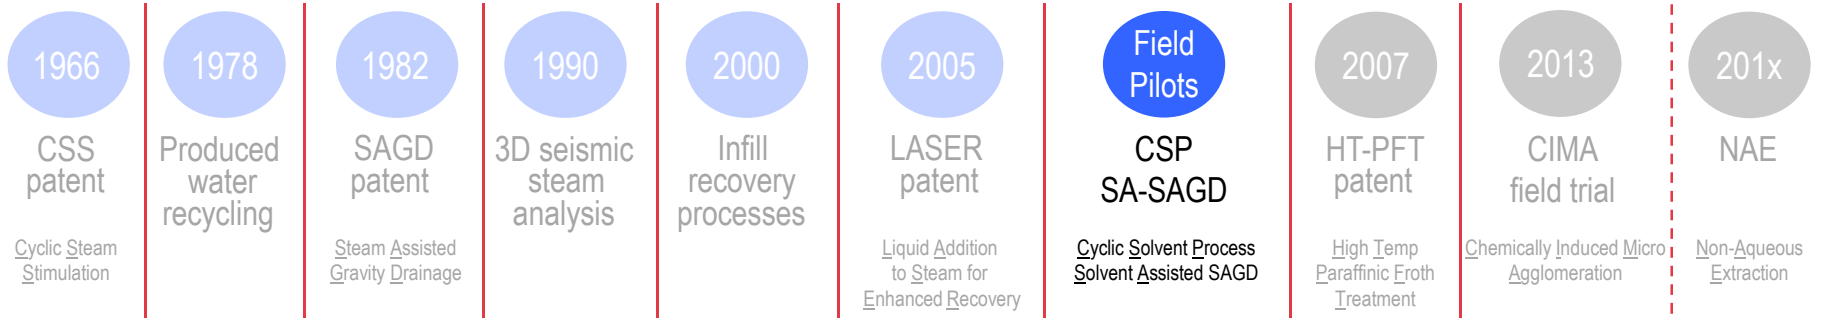 1966
CSS
patent
Cyclic Steam
Stimulation
1978
Produced
water
recycling
1982
SAGD
patent
Steam Assisted
Gravity Drainage
1990
3D seismic
steam
analysis
2000
Infill
recovery
processes
2005
LASER
patent
Liquid Addition
to Steam for
Enhanced Recovery
Field
Pilots
CSP
SA-SAGD
Cyclic Solvent Process
Solvent Assisted SAGD
2007
HT-PFT
patent
High Temp
Paraffinic Froth
Treatment
2013
CIMA
field trial
Chemically Induced Micro
Agglomeration
201x
NAE
Non-Aqueous
Extraction